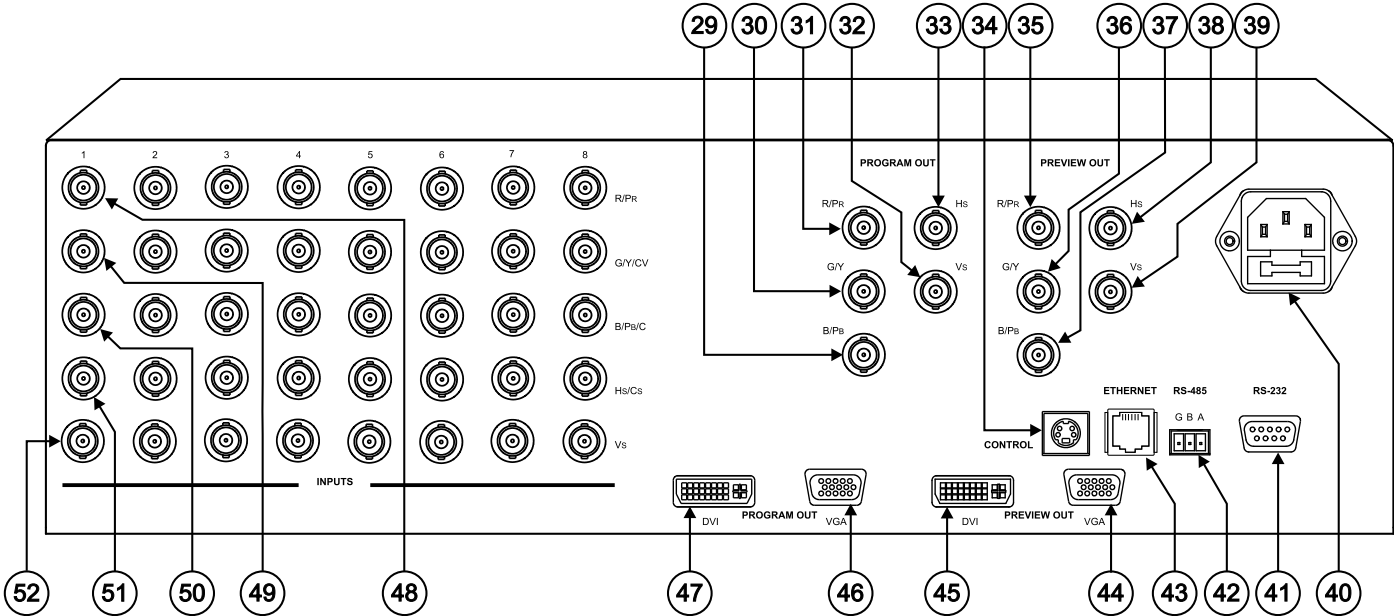 29 30 31 32 33 34 35 36 37 38 39
1 2 3 4 5 6 7 8
PROGRAM OUT PREVIEW OUT
R/PR
R/PR HS R/PR HS
G/Y/CV
G/Y VS G/Y VS
B/PB/C
B/PB B/PB
HS/CS
ETHERNET RS-485 RS-232
G B A
CONTROL
VS
INPUTS
DVI PROGRAM OUT VGA DVI PREVIEW OUT VGA
52 51 50 49 48 47 46 45 44 43 42 41 40